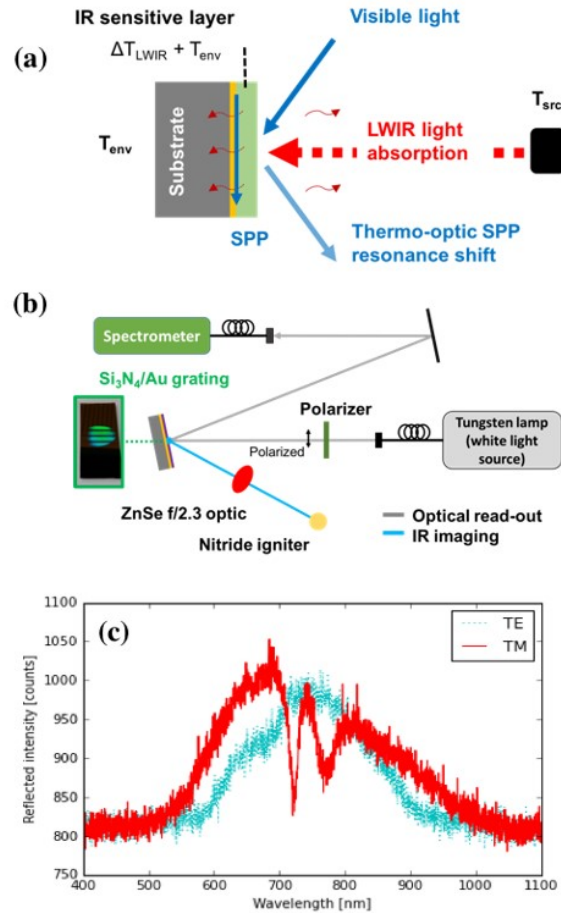 IR sensitive layer
ΔT_LWIR + T_env
Visible light
(a)
T_src
T_env
Substrate
LWIR light
absorption
SPP
Thermo-optic SPP
resonance shift
(b)
Spectrometer
Si₃N₄/Au grating
Polarizer
Polarized
Tungsten lamp
(white light
source)
ZnSe f/2.3 optic
Nitride igniter
Optical read-out
IR imaging
(c)
TE
TM
1100
1050
1000
950
900
850
800
750
Reflected intensity [counts]
400 500 600 700 800 900 1000 1100
Wavelength [nm]